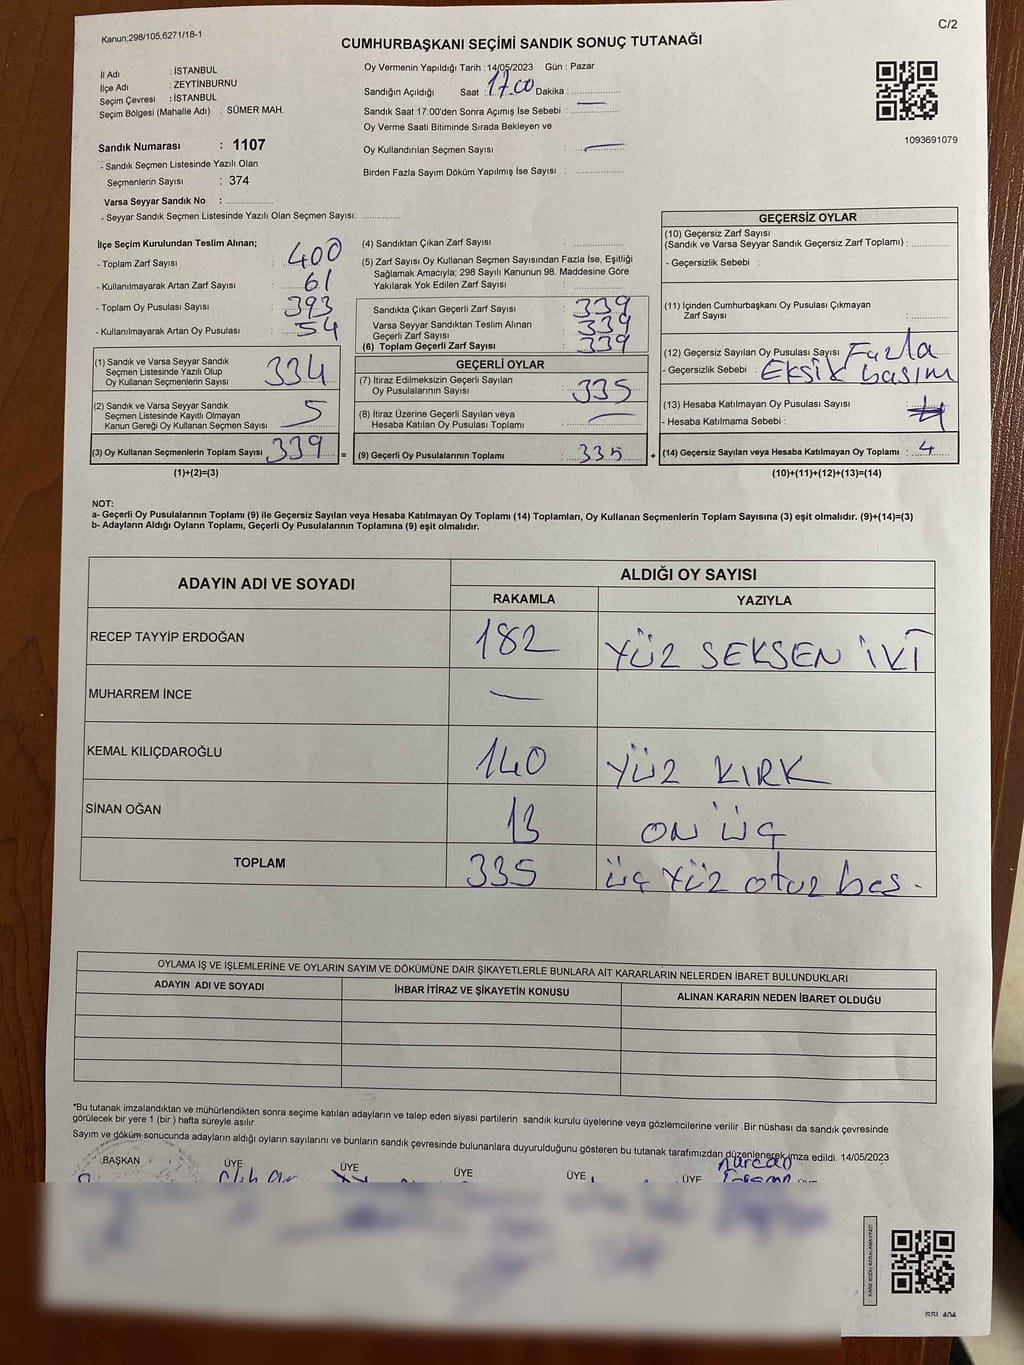 Kanun;298/105,6271/18-1
C/2
CUMHURBAŞKANI SEÇİMİ SANDIK SONUÇ TUTANAĞI
İl Adı : İSTANBUL
İlçe Adı : ZEYTİNBURNU
Seçim Çevresi : İSTANBUL
Seçim Bölgesi (Mahalle Adı) : SÜMER MAH.
Sandık Numarası : 1107
- Sandık Seçmen Listesinde Yazılı Olan
Seçmenlerin Sayısı : 374
Varsa Seyyar Sandık No :
- Seyyar Sandık Seçmen Listesinde Yazılı Olan Seçmen Sayısı:
Oy Vermenin Yapıldığı Tarih : 14/05/2023 Gün : Pazar
Sandığın Açıldığı Saat : 17.00 Dakika :
Sandık Saat 17:00'den Sonra Açımış İse Sebebi : —
Oy Verme Saati Bitiminde Sırada Bekleyen ve
Oy Kullandırılan Seçmen Sayısı : —
Birden Fazla Sayım Döküm Yapılmış İse Sayısı :
1093691079
İlçe Seçim Kurulundan Teslim Alınan;
- Toplam Zarf Sayısı : 400
- Kullanılmayarak Artan Zarf Sayısı : 61
- Toplam Oy Pusulası Sayısı : 393
- Kullanılmayarak Artan Oy Pusulası : 54
(1) Sandık ve Varsa Seyyar Sandık
Seçmen Listesinde Yazılı Olup
Oy Kullanan Seçmenlerin Sayısı : 334
(2) Sandık ve Varsa Seyyar Sandık
Seçmen Listesinde Kayıtlı Olmayan
Kanun Gereği Oy Kullanan Seçmen Sayısı : 5
(3) Oy Kullanan Seçmenlerin Toplam Sayısı : 339 =
(1)+(2)=(3)
(4) Sandıktan Çıkan Zarf Sayısı :
(5) Zarf Sayısı Oy Kullanan Seçmen Sayısından Fazla İse, Eşitliği
Sağlamak Amacıyla; 298 Sayılı Kanunun 98. Maddesine Göre
Yakılarak Yok Edilen Zarf Sayısı :
Sandıkta Çıkan Geçerli Zarf Sayısı : 339
Varsa Seyyar Sandıktan Teslim Alınan
Geçerli Zarf Sayısı : 339
(6) Toplam Geçerli Zarf Sayısı : 339
GEÇERLİ OYLAR
(7) İtiraz Edilmeksizin Geçerli Sayılan
Oy Pusulalarının Sayısı : 335
(8) İtiraz Üzerine Geçerli Sayılan veya
Hesaba Katılan Oy Pusulası Toplamı : —
(9) Geçerli Oy Pusulalarının Toplamı : 335 +
GEÇERSİZ OYLAR
(10) Geçersiz Zarf Sayısı
(Sandık ve Varsa Seyyar Sandık Geçersiz Zarf Toplamı) :
- Geçersizlik Sebebi :
(11) İçinden Cumhurbaşkanı Oy Pusulası Çıkmayan
Zarf Sayısı :
(12) Geçersiz Sayılan Oy Pusulası Sayısı Fazla
- Geçersizlik Sebebi : Eksik basım
(13) Hesaba Katılmayan Oy Pusulası Sayısı :
- Hesaba Katılmama Sebebi :
(14) Geçersiz Sayılan veya Hesaba Katılmayan Oy Toplamı : 4
(10)+(11)+(12)+(13)=(14)
NOT:
a- Geçerli Oy Pusulalarının Toplamı (9) ile Geçersiz Sayılan veya Hesaba Katılmayan Oy Toplamı (14) Toplamları, Oy Kullanan Seçmenlerin Toplam Sayısına (3) eşit olmalıdır. (9)+(14)=(3)
b- Adayların Aldığı Oyların Toplamı, Geçerli Oy Pusulalarının Toplamına (9) eşit olmalıdır.
ADAYIN ADI VE SOYADI ALDIĞI OY SAYISI
RAKAMLA YAZIYLA
RECEP TAYYİP ERDOĞAN 182 YÜZ SEKSEN İKİ
MUHARREM İNCE —
KEMAL KILIÇDAROĞLU 140 YÜZ KIRK
SİNAN OĞAN 13 ON ÜÇ
TOPLAM 335 üç YÜZ otuz bes.
OYLAMA İŞ VE İŞLEMLERİNE VE OYLARIN SAYIM VE DÖKÜMÜNE DAİR ŞİKAYETLERLE BUNLARA AİT KARARLARIN NELERDEN İBARET BULUNDUKLARI
ADAYIN ADI VE SOYADI İHBAR İTİRAZ VE ŞİKAYETİN KONUSU ALINAN KARARIN NEDEN İBARET OLDUĞU
*Bu tutanak imzalandıktan ve mühürlendikten sonra seçime katılan adayların ve talep eden siyasi partilerin sandık kurulu üyelerine veya gözlemcilerine verilir. Bir nüshası da sandık çevresinde
görülecek bir yere 1 (bir ) hafta süreyle asılır.
Sayım ve döküm sonucunda adayların aldığı oyların sayılarını ve bunların sandık çevresinde bulunanlara duyurulduğunu gösteren bu tutanak tarafımızdan düzenlenerek imza edildi. 14/05/2023
BAŞKAN ÜYE ÜYE ÜYE ÜYE ÜYE
KARE KODU KARALAMAYINIZ!